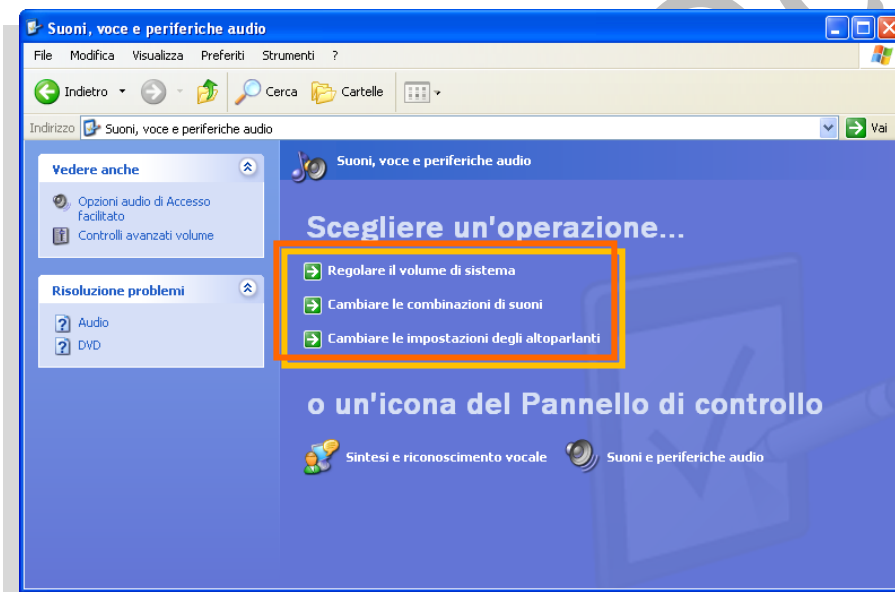 Suoni, voce e periferiche audio
File Modifica Visualizza Preferiti Strumenti ?
Indietro Cerca Cartelle
Indirizzo Suoni, voce e periferiche audio Vai
Vedere anche
Opzioni audio di Accesso
facilitato
Controlli avanzati volume
Risoluzione problemi
Audio
DVD
Suoni, voce e periferiche audio
Scegliere un'operazione...
Regolare il volume di sistema
Cambiare le combinazioni di suoni
Cambiare le impostazioni degli altoparlanti
o un'icona del Pannello di controllo
Sintesi e riconoscimento vocale Suoni e periferiche audio